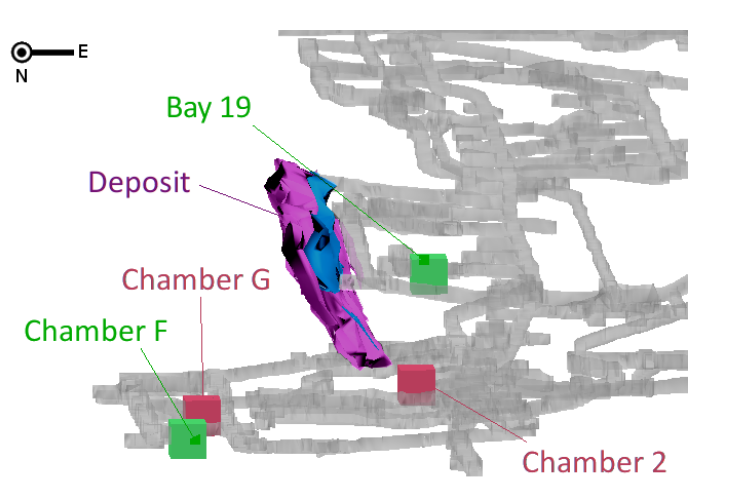 E
N
Bay 19
Deposit
Chamber G
Chamber F
Chamber 2